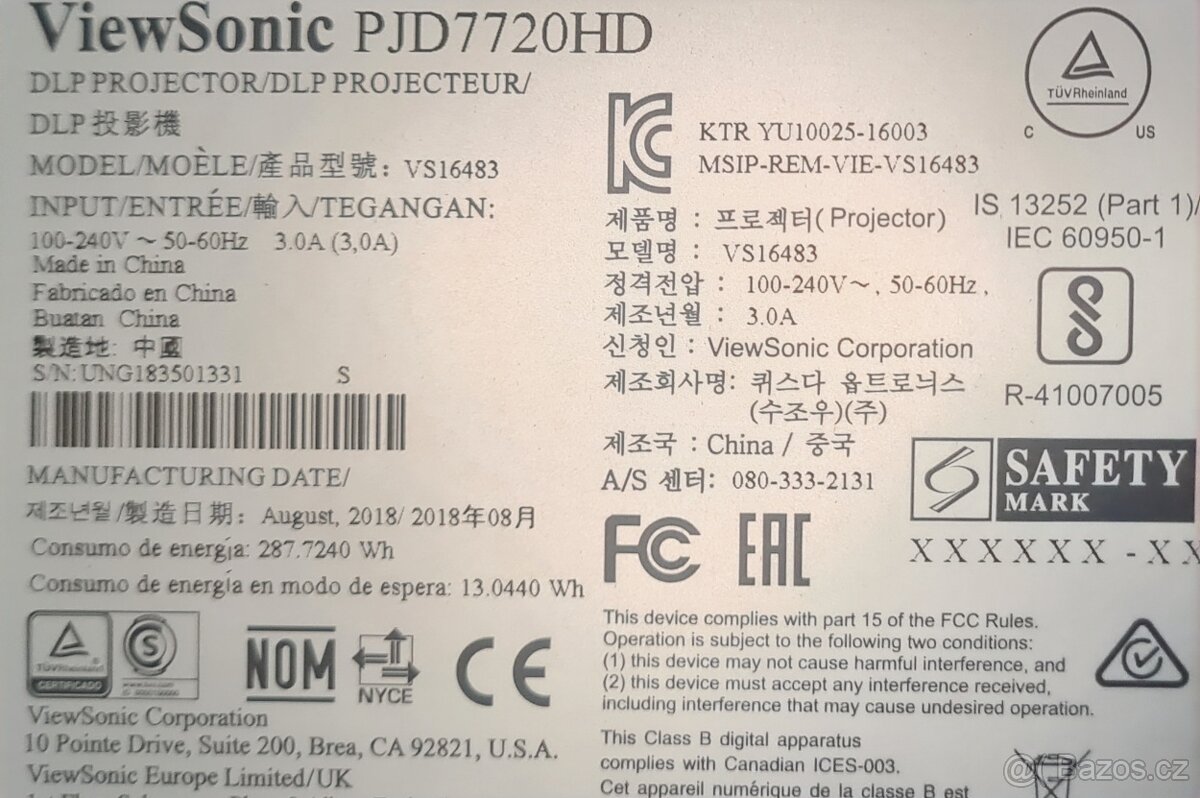 ViewSonic PJD7720HD
DLP PROJECTOR/DLP PROJECTEUR/
DLP 投影機
MODEL/MOÈLE/產品型號: VS16483
INPUT/ENTRÉE/輸入/TEGANGAN:
100-240V ~ 50-60Hz 3.0A (3,0A)
Made in China
Fabricado en China
Buatan China
製造地: 中國
S/N: UNG183501331 S
MANUFACTURING DATE/
제조년월/製造日期: August, 2018/ 2018年08月
Consumo de energía: 287.7240 Wh
Consumo de energía en modo de espera: 13.0440 Wh
TÜVRheinland
CERTIFICADO
S
NOM
NYCE
CE
ViewSonic Corporation
10 Pointe Drive, Suite 200, Brea, CA 92821, U.S.A.
ViewSonic Europe Limited/UK
KTR YU10025-16003
MSIP-REM-VIE-VS16483
제품명 : 프로젝터( Projector)
모델명 : VS16483
정격전압 : 100-240V~, 50-60Hz ,
제조년월 : 3.0A
신청인 : ViewSonic Corporation
제조회사명: 퀴스다 옵트로닉스
(수조우)(주)
제조국 : China / 중국
A/S 센터: 080-333-2131
FC EAC
This device complies with part 15 of the FCC Rules.
Operation is subject to the following two conditions:
(1) this device may not cause harmful interference, and
(2) this device must accept any interference received,
including interference that may cause undesired operation.
This Class B digital apparatus
complies with Canadian ICES-003.
Cet appareil numérique de la classe B est
TÜVRheinland
C US
IS 13252 (Part 1)/
IEC 60950-1
R-41007005
SAFETY
MARK
XXXXXX-XX
Bazos.cz